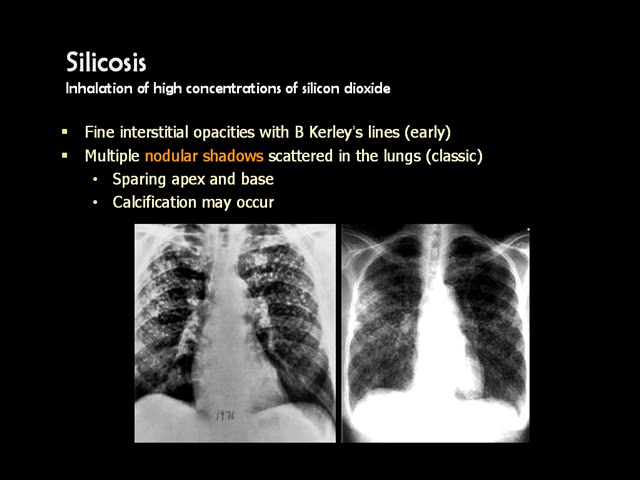 Silicosis
Inhalation of high concentrations of silicon dioxide
▪ Fine interstitial opacities with B Kerley's lines (early)
▪ Multiple nodular shadows scattered in the lungs (classic)
• Sparing apex and base
• Calcification may occur
1976